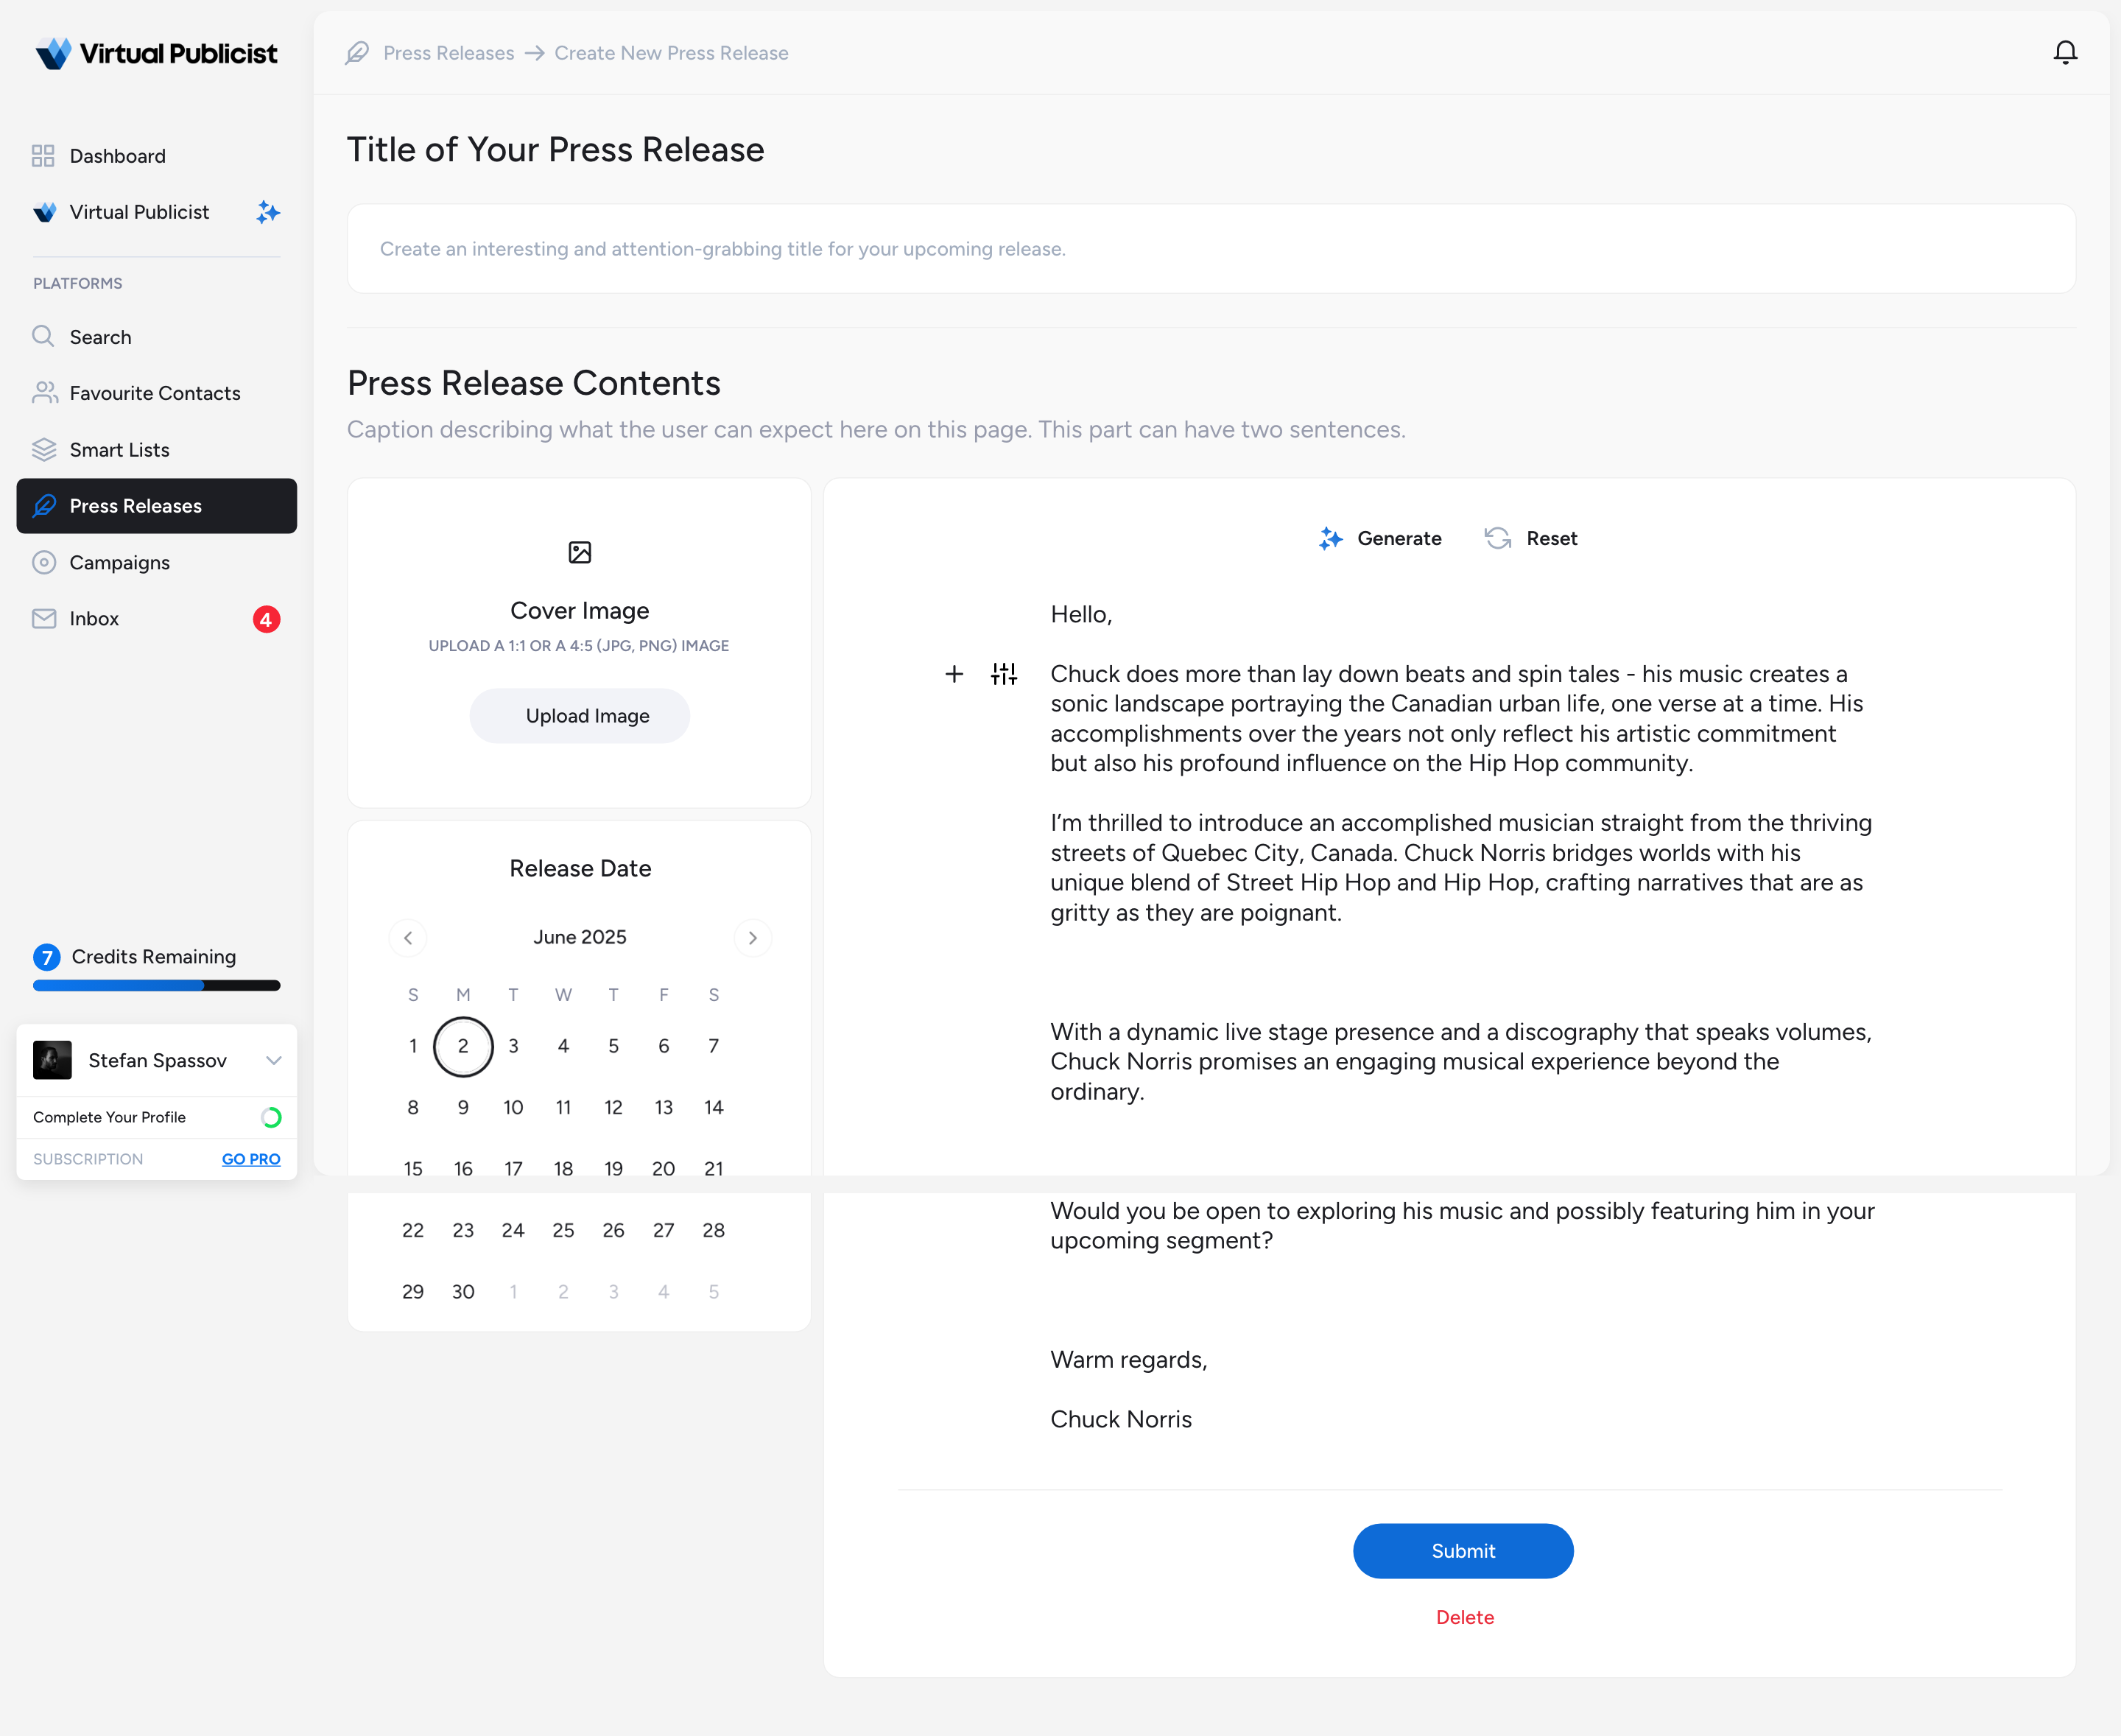 Virtual Publicist
Dashboard
Virtual Publicist
PLATFORMS
Search
Favourite Contacts
Smart Lists
Press Releases
Campaigns
Inbox
4
7
Credits Remaining
Stefan Spassov
Complete Your Profile
SUBSCRIPTION
GO PRO
Press Releases
Create New Press Release
Title of Your Press Release
Create an interesting and attention-grabbing title for your upcoming release.
Press Release Contents
Caption describing what the user can expect here on this page. This part can have two sentences.
Cover Image
UPLOAD A 1:1 OR A 4:5 (JPG, PNG) IMAGE
Upload Image
Release Date
June 2025
S M T W T F S
1 2 3 4 5 6 7
8 9 10 11 12 13 14
15 16 17 18 19 20 21
22 23 24 25 26 27 28
29 30 1 2 3 4 5
Generate
Reset
Hello,
Chuck does more than lay down beats and spin tales - his music creates a
sonic landscape portraying the Canadian urban life, one verse at a time. His
accomplishments over the years not only reflect his artistic commitment
but also his profound influence on the Hip Hop community.
I’m thrilled to introduce an accomplished musician straight from the thriving
streets of Quebec City, Canada. Chuck Norris bridges worlds with his
unique blend of Street Hip Hop and Hip Hop, crafting narratives that are as
gritty as they are poignant.
With a dynamic live stage presence and a discography that speaks volumes,
Chuck Norris promises an engaging musical experience beyond the
ordinary.
Would you be open to exploring his music and possibly featuring him in your
upcoming segment?
Warm regards,
Chuck Norris
Submit
Delete